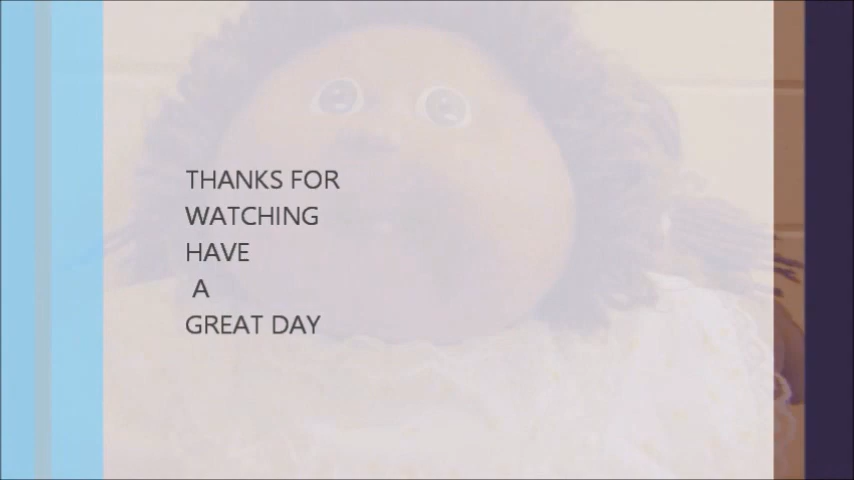 THANKS FOR
WATCHING
HAVE
A
GREAT DAY